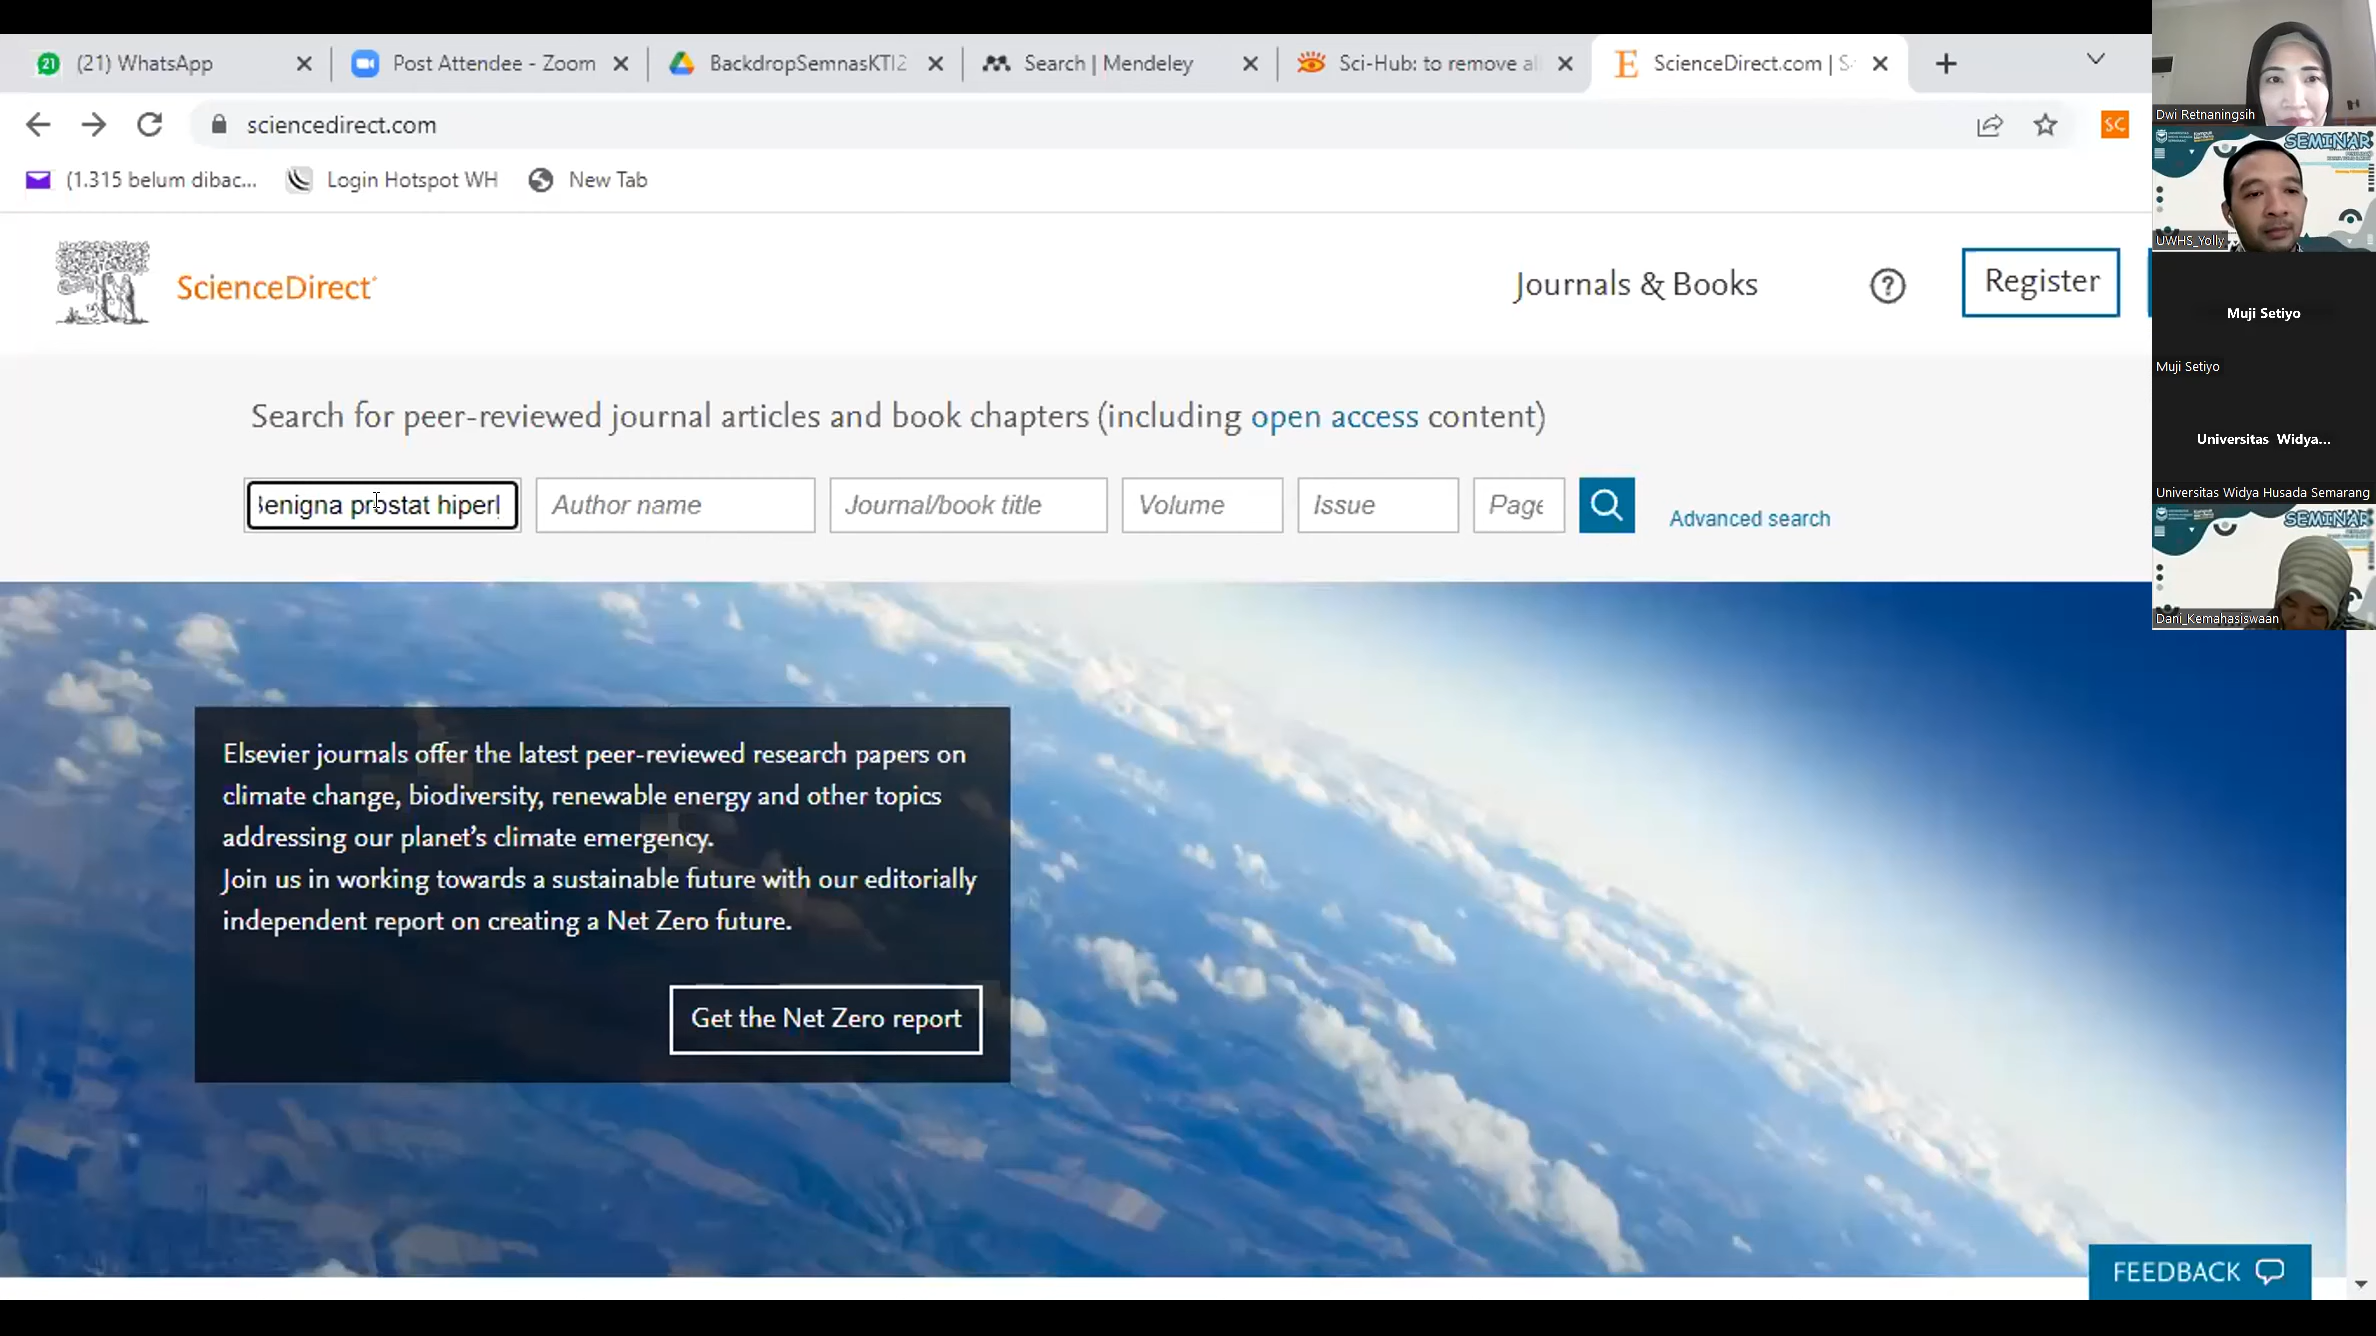 (21) WhatsApp
Post Attendee - Zoom
BackdropSemnasKTI2
Search | Mendeley
Sci-Hub: to remove al
ScienceDirect.com | S
sciencedirect.com
SC
(1.315 belum dibac...
Login Hotspot WH
New Tab
ScienceDirect
Journals & Books
Register
Search for peer-reviewed journal articles and book chapters (including open access content)
Benigna prostat hiperl
Author name
Journal/book title
Volume
Issue
Page
Advanced search
Elsevier journals offer the latest peer-reviewed research papers on
climate change, biodiversity, renewable energy and other topics
addressing our planet's climate emergency.
Join us in working towards a sustainable future with our editorially
independent report on creating a Net Zero future.
Get the Net Zero report
FEEDBACK
Dwi Retnaningsih
SEMINAR
UWHS_Yolly
Muji Setiyo
Muji Setiyo
Universitas Widya...
Universitas Widya Husada Semarang
SEMINAR
Dani_Kemahasiswaan